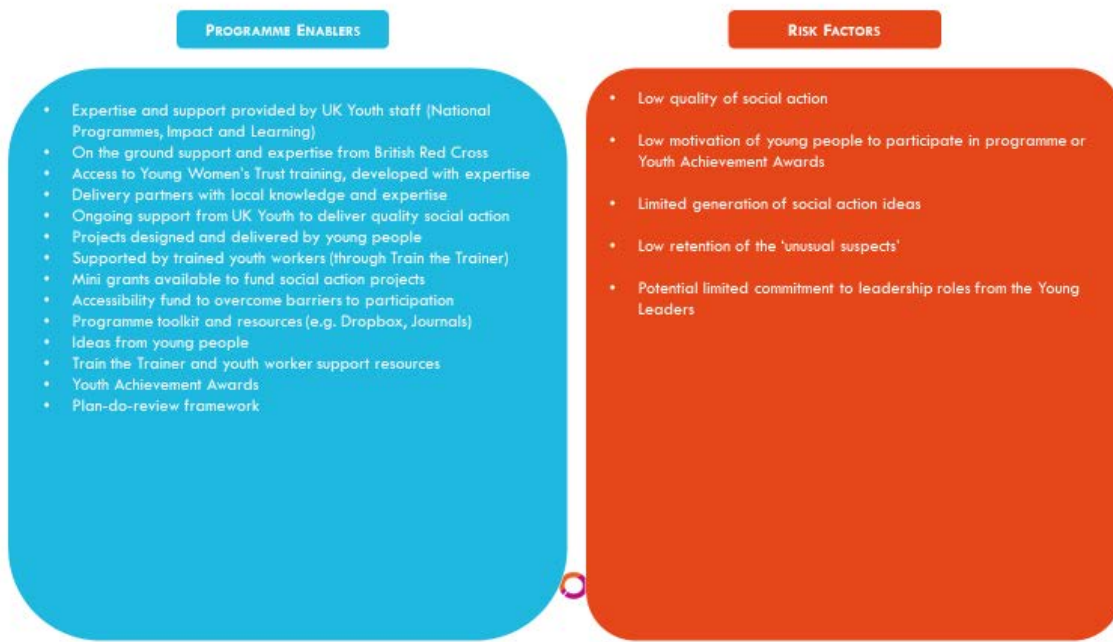 PROGRAMME ENABLERS
• Expertise and support provided by UK Youth staff (National
Programmes, Impact and Learning)
• On the ground support and expertise from British Red Cross
• Access to Young Women's Trust training, developed with expertise
• Delivery partners with local knowledge and expertise
• Ongoing support from UK Youth to deliver quality social action
• Projects designed and delivered by young people
• Supported by trained youth workers (through Train the Trainer)
• Mini grants available to fund social action projects
• Accessibility fund to overcome barriers to participation
• Programme toolkit and resources (e.g. Dropbox, Journals)
• Ideas from young people
• Train the Trainer and youth worker support resources
• Youth Achievement Awards
• Plan-do-review framework
RISK FACTORS
• Low quality of social action
• Low motivation of young people to participate in programme or
Youth Achievement Awards
• Limited generation of social action ideas
• Low retention of the ‘unusual suspects’
• Potential limited commitment to leadership roles from the Young
Leaders